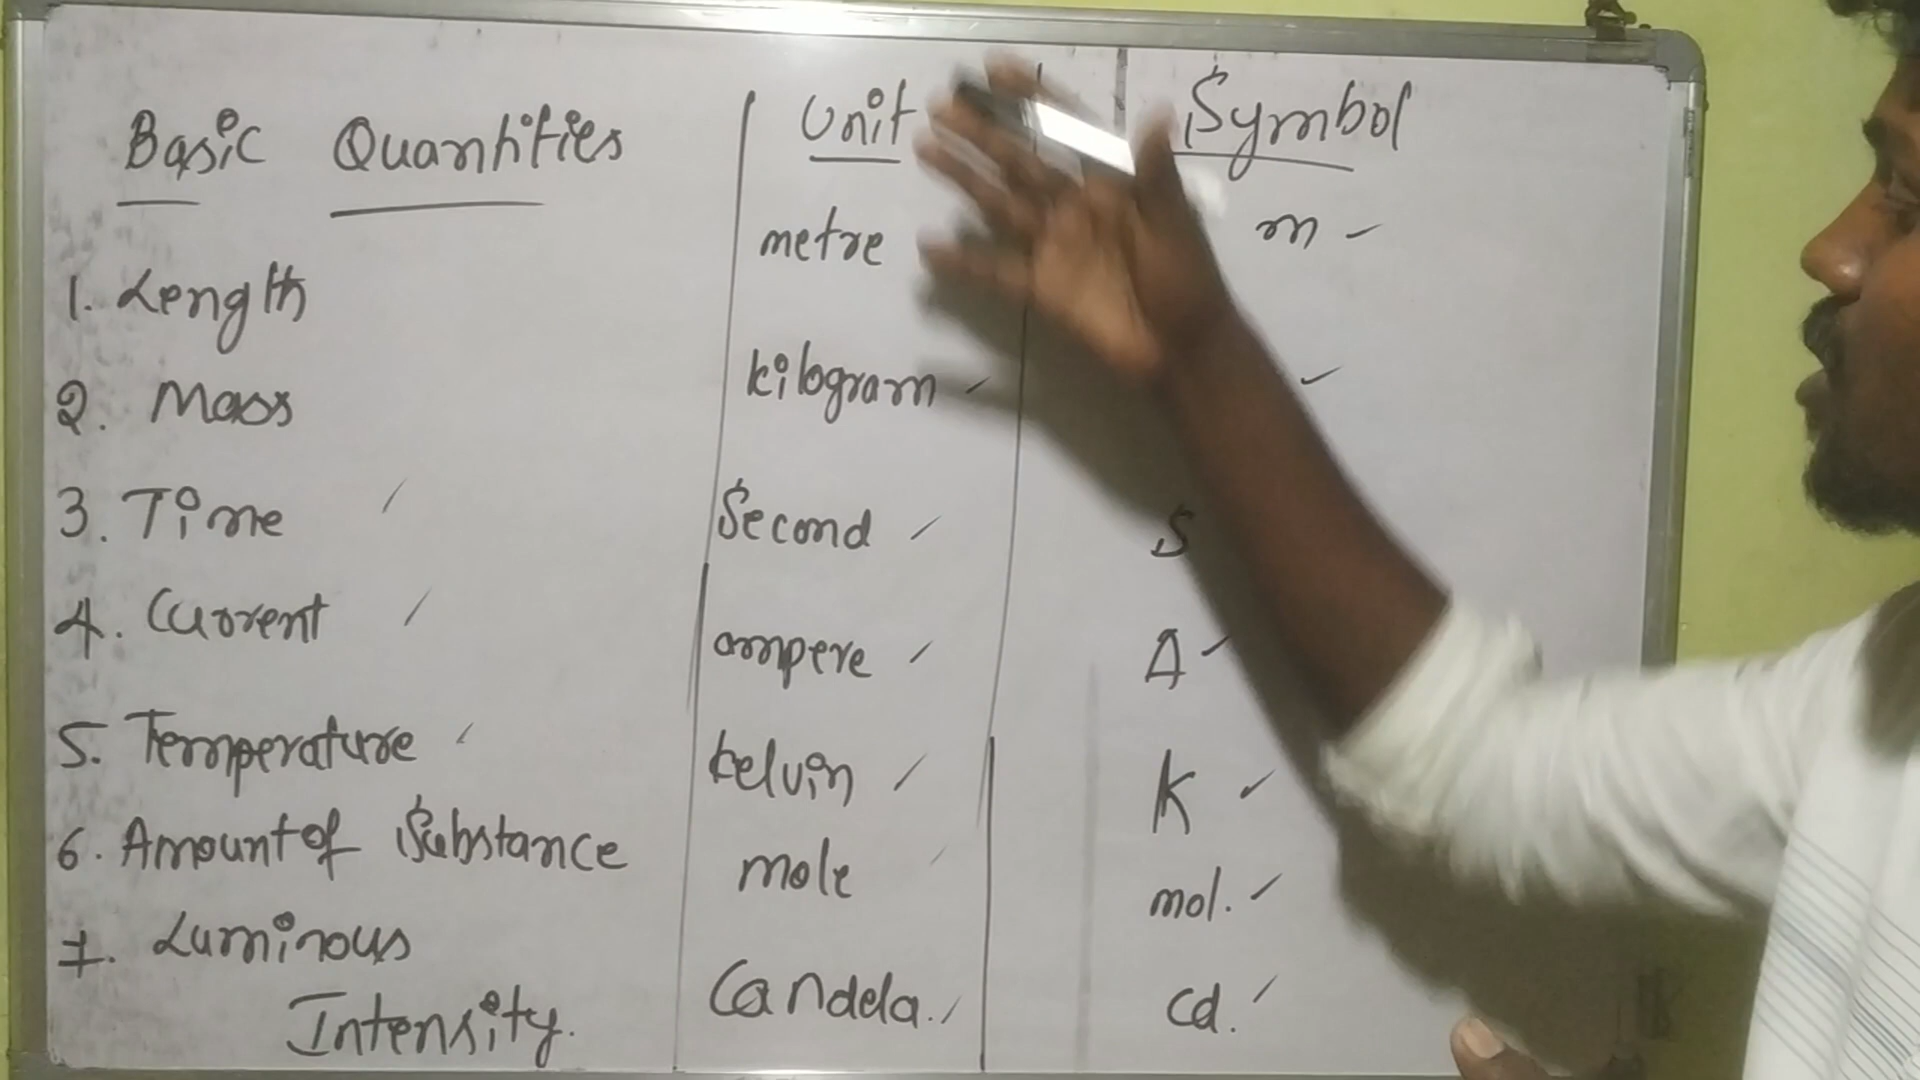 Basic Quantities Unit Symbol
1. Length metre m
2. Mass kilogram
3. Time Second S
4. Current ampere A
5. Temperature kelvin K
6. Amount of Substance mole mol.
7. Luminous
Intensity. Candela. Cd.